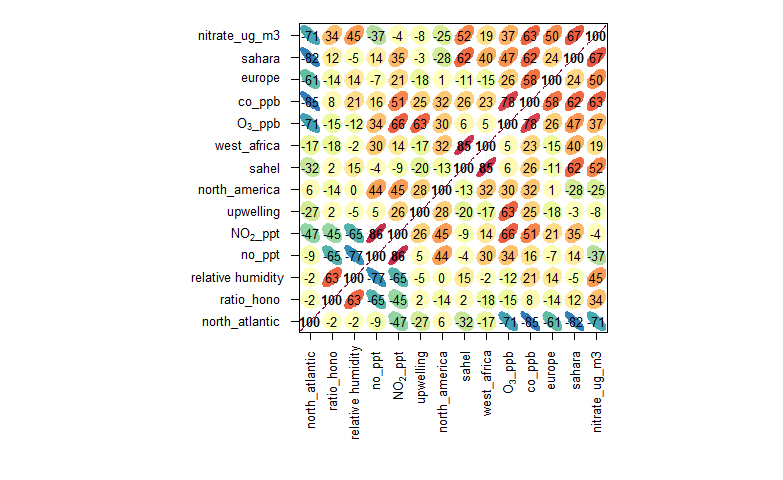 nitrate_ug_m3 -71 34 45 -37 -4 -8 -25 52 19 37 63 50 67 100
sahara -82 12 -5 14 35 -3 -28 62 40 47 62 24 100 67
europe -61 -14 14 -7 21 -18 1 -11 -15 26 58 100 24 50
co_ppb -85 8 21 16 51 25 32 26 23 78 100 58 62 63
O₃_ppb -71 -15 -12 34 66 63 30 6 5 100 78 26 47 37
west_africa -17 -18 -2 30 14 -17 32 85 100 5 23 -15 40 19
sahel -32 2 15 -4 -9 -20 -13 100 85 6 26 -11 62 52
north_america 6 -14 0 44 45 28 100 -13 32 30 32 1 -28 -25
upwelling -27 2 -5 5 26 100 28 -20 -17 63 25 -18 -3 -8
NO₂_ppt -47 -45 -65 86 100 26 45 -9 14 66 51 21 35 -4
no_ppt -9 -65 -77 100 86 5 44 -4 30 34 16 -7 14 -37
relative humidity -2 63 100 -77 -65 -5 0 15 -2 -12 21 14 -5 45
ratio_hono -2 100 63 -65 -45 2 -14 2 -18 -15 8 -14 12 34
north_atlantic 100 -2 -2 -9 -47 -27 6 -32 -17 -71 -85 -61 -82 -71
north_atlantic
ratio_hono
relative humidity
no_ppt
NO₂_ppt
upwelling
north_america
sahel
west_africa
O₃_ppb
co_ppb
europe
sahara
nitrate_ug_m3